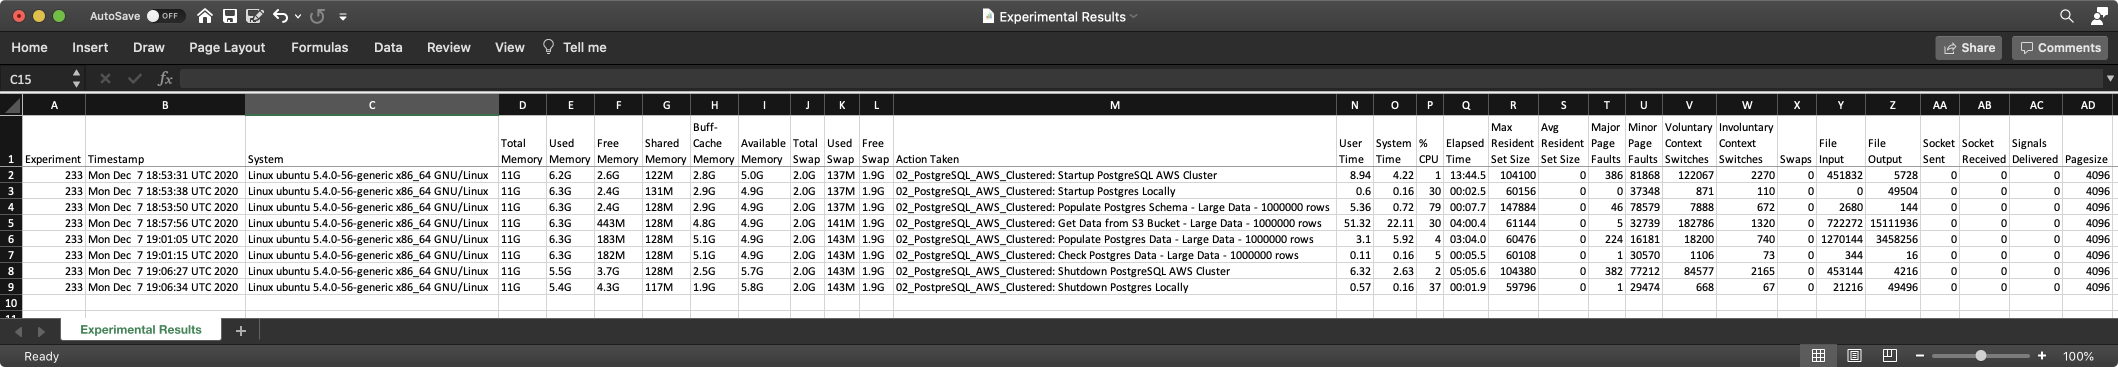 AutoSave OFF Experimental Results
Home Insert Draw Page Layout Formulas Data Review View Tell me Share Comments
C15 fx
A B C D E F G H I J K L M N O P Q R S T U V W X Y Z AA AB AC AD
1 Experiment Timestamp System Total Memory Used Memory Free Memory Shared Memory Buff-Cache Memory Available Memory Total Swap Used Swap Free Swap Action Taken User Time System Time % CPU Elapsed Time Max Resident Set Size Avg Resident Set Size Major Page Faults Minor Page Faults Voluntary Context Switches Involuntary Context Switches Swaps File Input File Output Socket Sent Socket Received Signals Delivered Pagesize
2 233 Mon Dec 7 18:53:31 UTC 2020 Linux ubuntu 5.4.0-56-generic x86_64 GNU/Linux 11G 6.2G 2.6G 122M 2.8G 5.0G 2.0G 137M 1.9G 02_PostgreSQL_AWS_Clustered: Startup PostgreSQL AWS Cluster 8.94 4.22 1 13:44.5 104100 0 386 81868 122067 2270 0 451832 5728 0 0 0 4096
3 233 Mon Dec 7 18:53:38 UTC 2020 Linux ubuntu 5.4.0-56-generic x86_64 GNU/Linux 11G 6.3G 2.4G 131M 2.9G 4.9G 2.0G 137M 1.9G 02_PostgreSQL_AWS_Clustered: Startup Postgres Locally 0.6 0.16 30 00:02.5 60156 0 0 37348 871 110 0 0 49504 0 0 0 4096
4 233 Mon Dec 7 18:53:50 UTC 2020 Linux ubuntu 5.4.0-56-generic x86_64 GNU/Linux 11G 6.3G 2.4G 128M 2.9G 4.9G 2.0G 137M 1.9G 02_PostgreSQL_AWS_Clustered: Populate Postgres Schema - Large Data - 1000000 rows 5.36 0.72 79 00:07.7 147884 0 46 78579 7888 672 0 2680 144 0 0 0 4096
5 233 Mon Dec 7 18:57:56 UTC 2020 Linux ubuntu 5.4.0-56-generic x86_64 GNU/Linux 11G 6.3G 443M 128M 4.8G 4.9G 2.0G 141M 1.9G 02_PostgreSQL_AWS_Clustered: Get Data from S3 Bucket - Large Data - 1000000 rows 51.32 22.11 30 04:00.4 61144 0 5 32739 182786 1320 0 722272 15111936 0 0 0 4096
6 233 Mon Dec 7 19:01:05 UTC 2020 Linux ubuntu 5.4.0-56-generic x86_64 GNU/Linux 11G 6.3G 183M 128M 5.1G 4.9G 2.0G 143M 1.9G 02_PostgreSQL_AWS_Clustered: Populate Postgres Data - Large Data - 1000000 rows 3.1 5.92 4 03:04.0 60476 0 224 16181 18200 740 0 1270144 3458256 0 0 0 4096
7 233 Mon Dec 7 19:01:15 UTC 2020 Linux ubuntu 5.4.0-56-generic x86_64 GNU/Linux 11G 6.3G 182M 128M 5.1G 4.9G 2.0G 143M 1.9G 02_PostgreSQL_AWS_Clustered: Check Postgres Data - Large Data - 1000000 rows 0.11 0.16 5 00:05.5 60108 0 1 30570 1106 73 0 344 16 0 0 0 4096
8 233 Mon Dec 7 19:06:27 UTC 2020 Linux ubuntu 5.4.0-56-generic x86_64 GNU/Linux 11G 5.5G 3.7G 128M 2.5G 5.7G 2.0G 143M 1.9G 02_PostgreSQL_AWS_Clustered: Shutdown PostgreSQL AWS Cluster 6.32 2.63 2 05:05.6 104380 0 382 77212 84577 2165 0 453144 4216 0 0 0 4096
9 233 Mon Dec 7 19:06:34 UTC 2020 Linux ubuntu 5.4.0-56-generic x86_64 GNU/Linux 11G 5.4G 4.3G 117M 1.9G 5.8G 2.0G 143M 1.9G 02_PostpreSQL_AWS_Clustered: Shutdown Postgres Locally 0.57 0.16 37 00:01.9 59796 0 1 29474 668 67 0 21216 49496 0 0 0 4096
10
11
Experimental Results +
Ready 100%